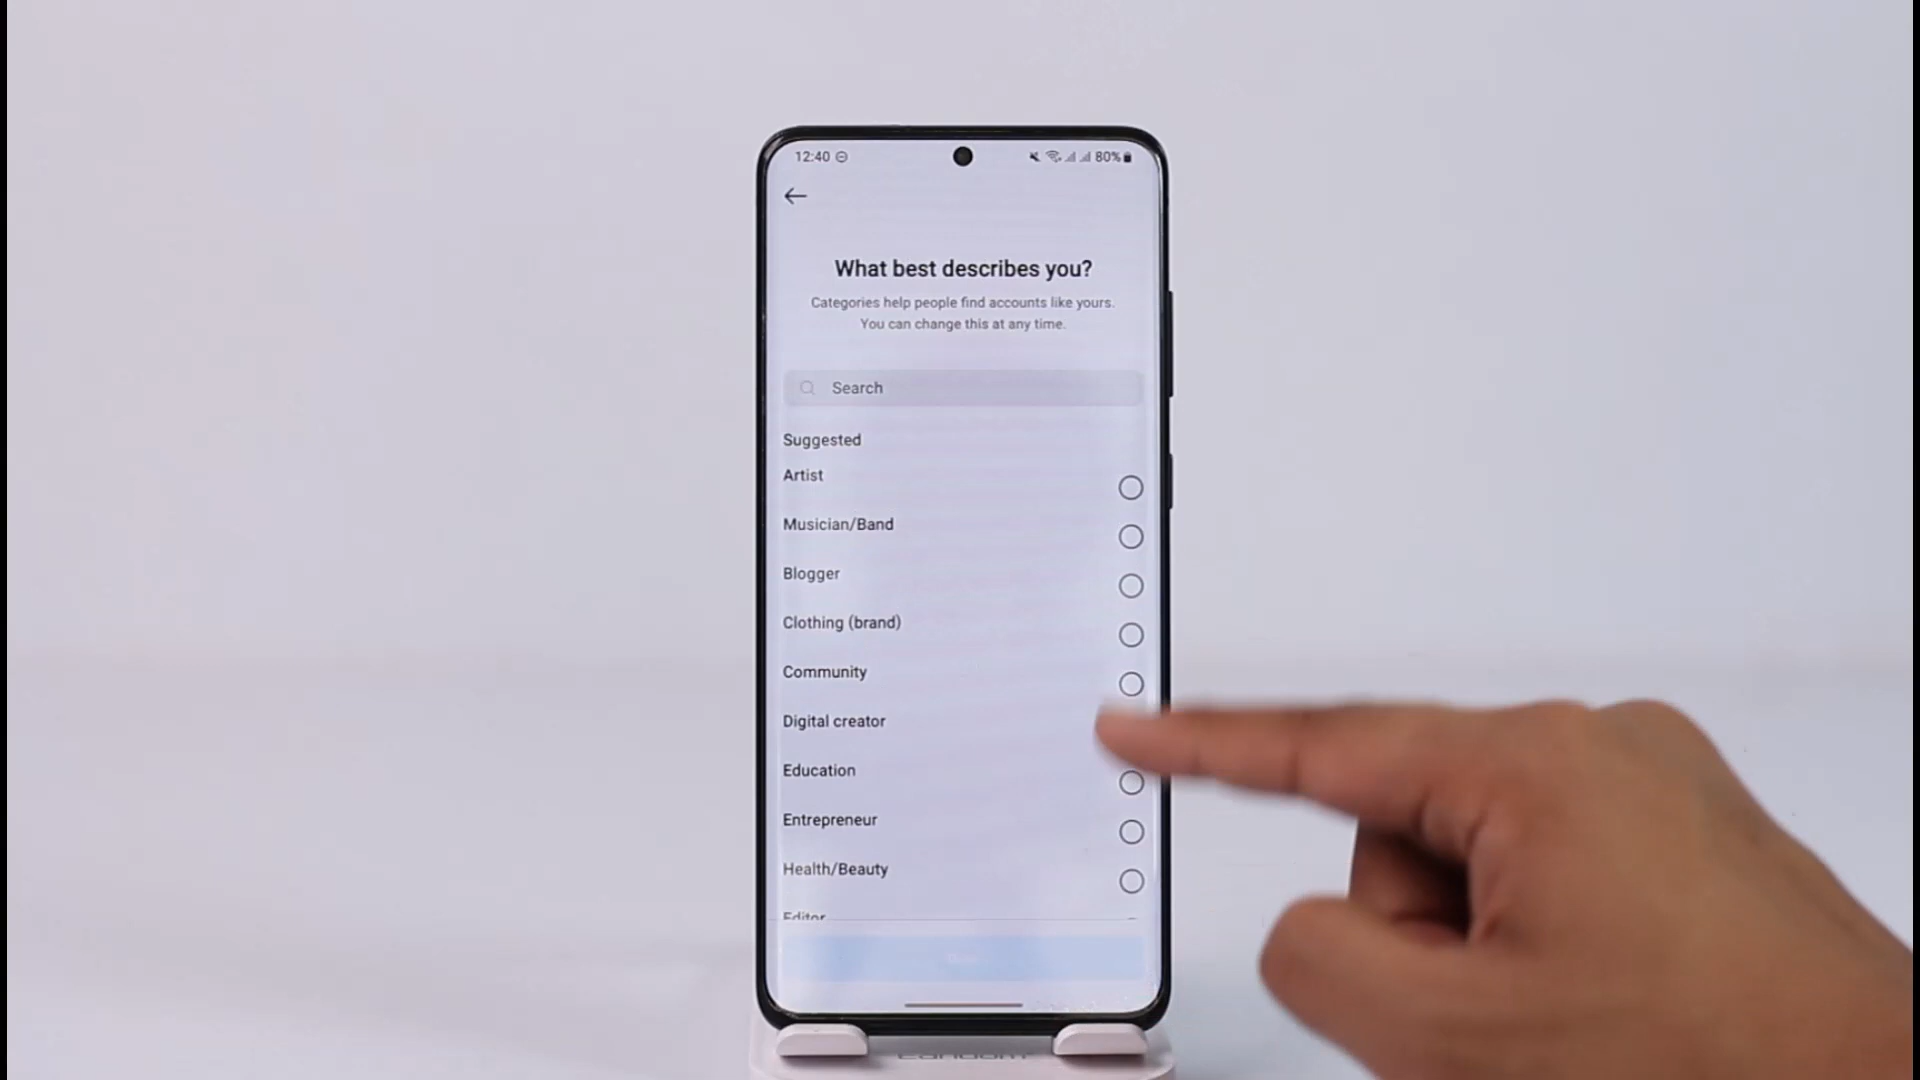 12:40
80%
What best describes you?
Categories help people find accounts like yours.
You can change this at any time.
Search
Suggested
Artist
Musician/Band
Blogger
Clothing (brand)
Community
Digital creator
Education
Entrepreneur
Health/Beauty
Editor